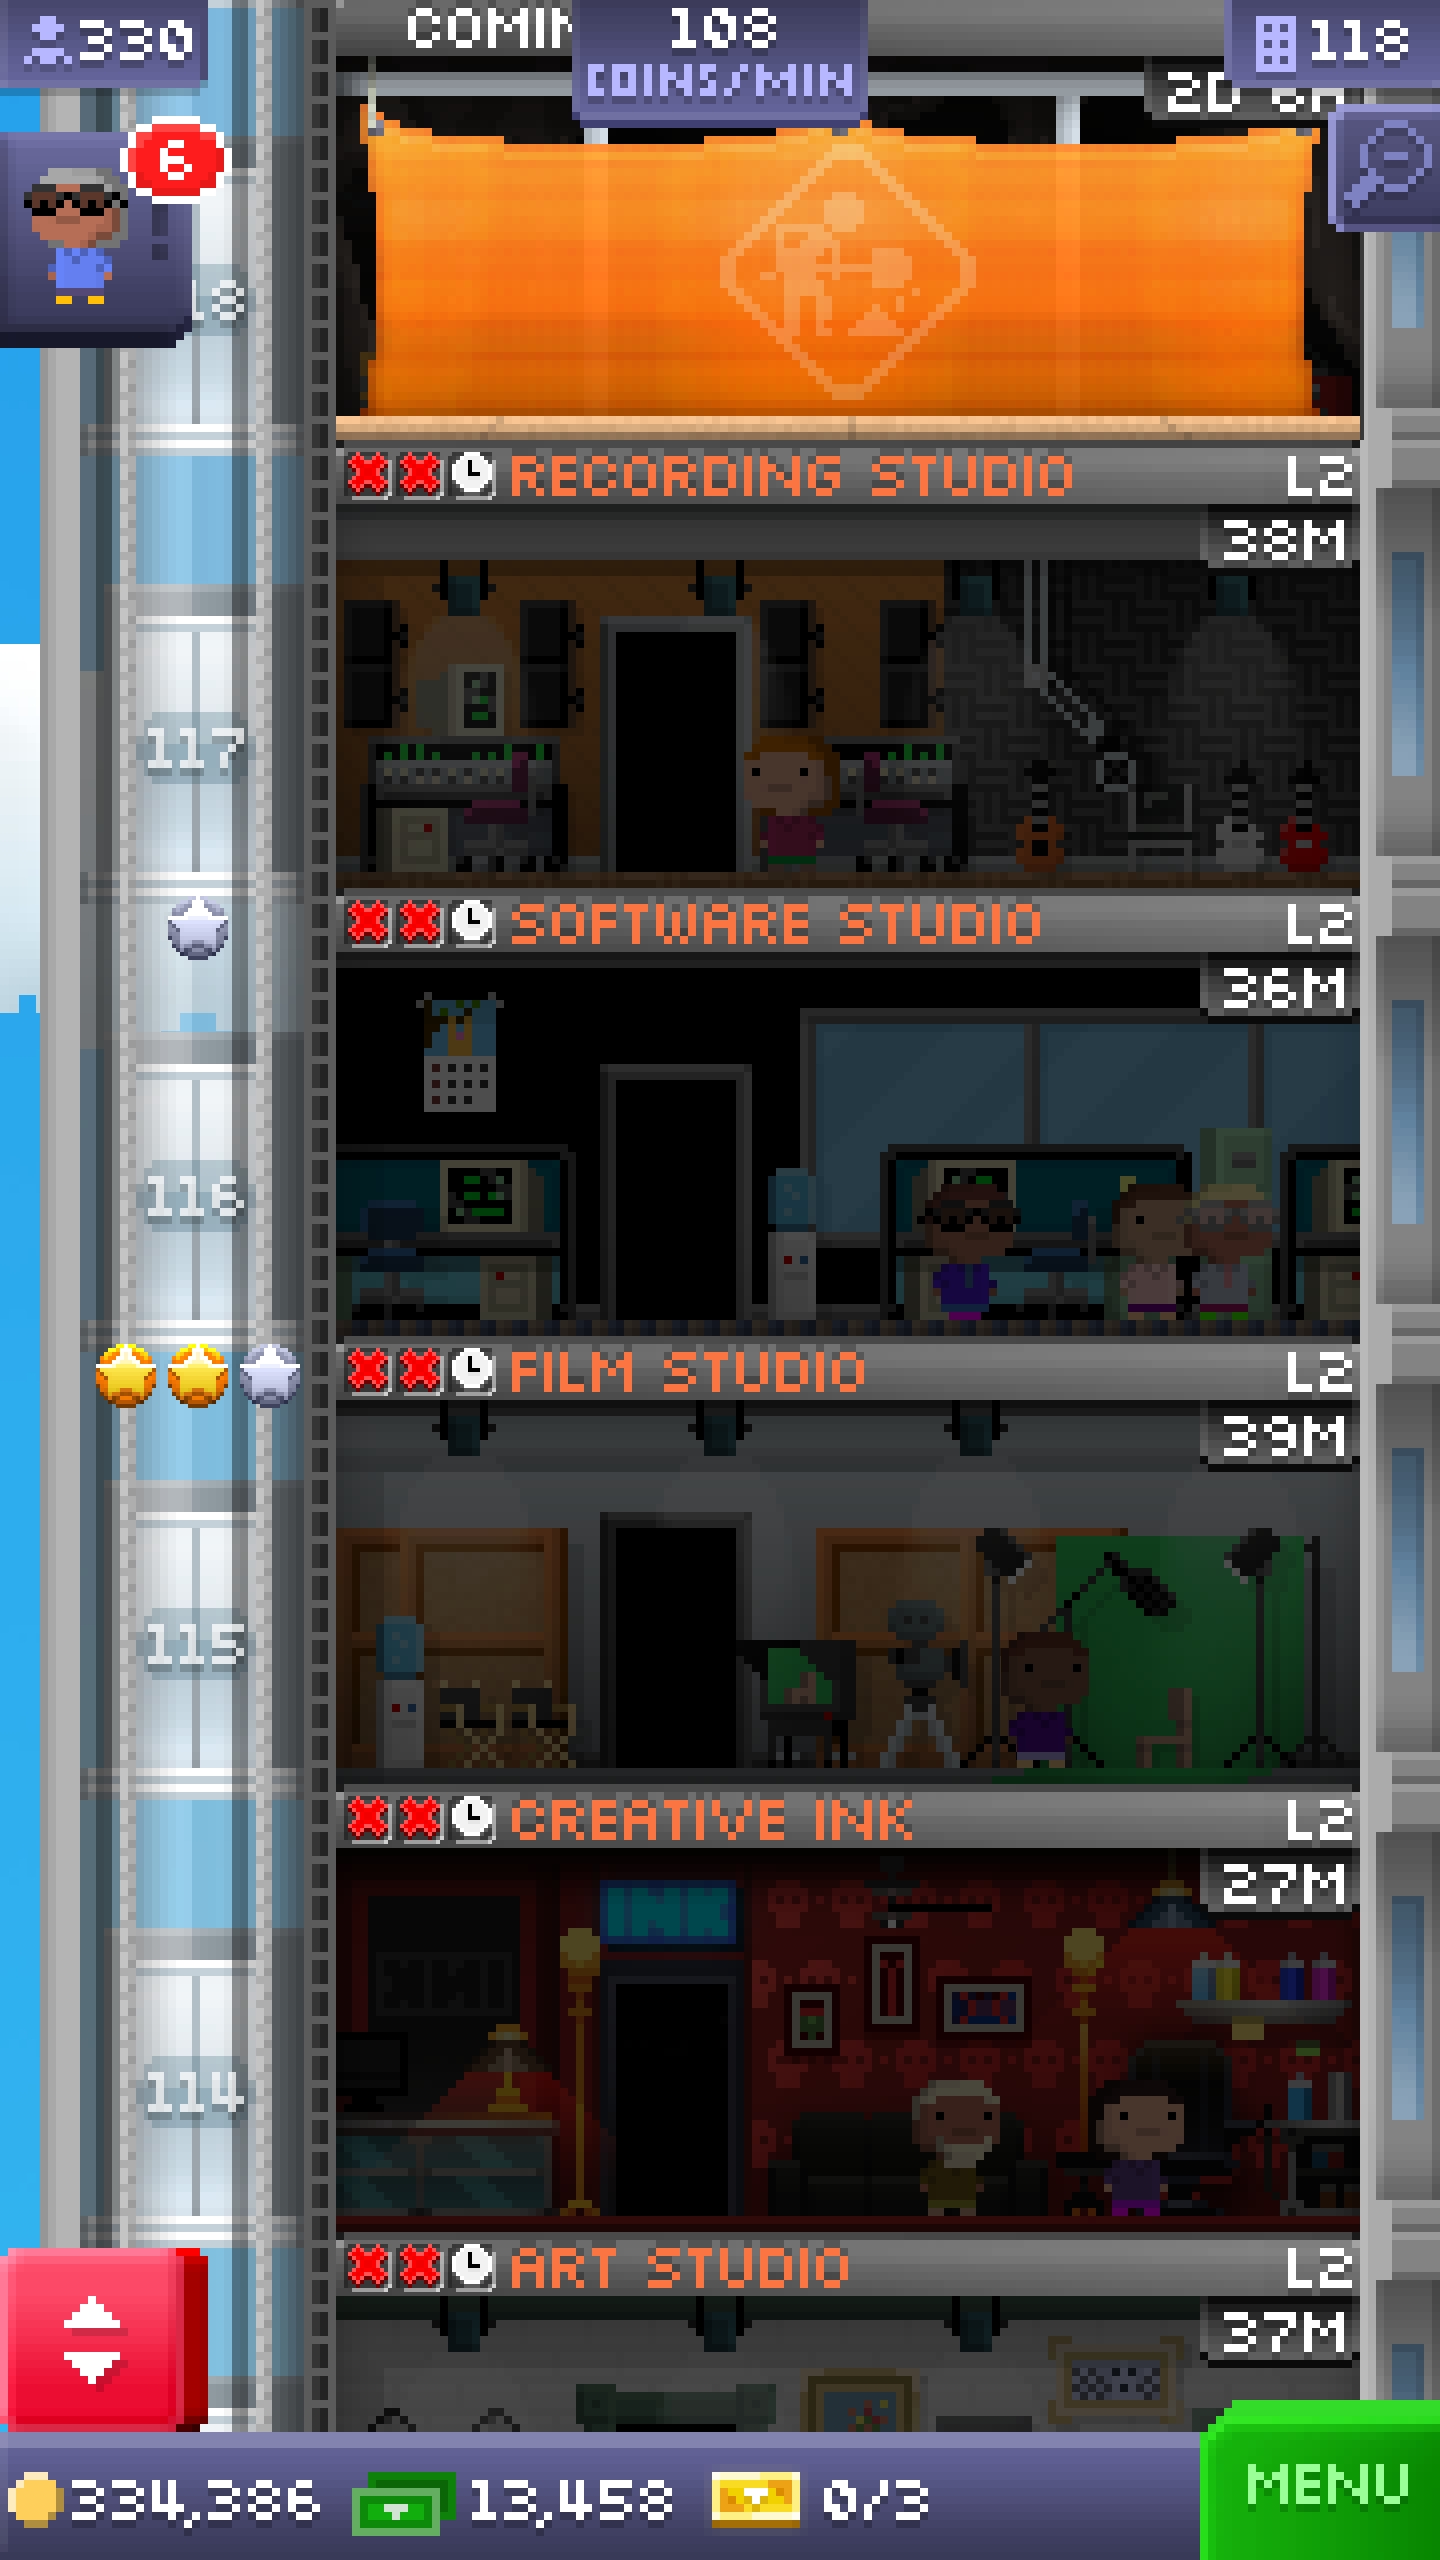 330
COMIN
108
COINS/MIN
118
2D
6
18
RECORDING STUDIO L2
38M
117
SOFTWARE STUDIO L2
36M
116
FILM STUDIO L2
39M
115
CREATIVE INK L2
27M
INK
114
ART STUDIO L2
37M
334,386
13,458
0/3
MENU